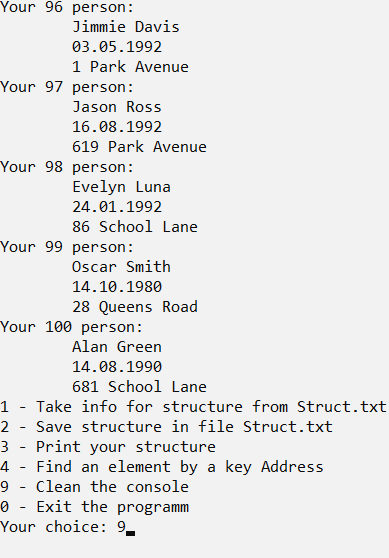 Your 96 person:
Jimmie Davis
03.05.1992
1 Park Avenue
Your 97 person:
Jason Ross
16.08.1992
619 Park Avenue
Your 98 person:
Evelyn Luna
24.01.1992
86 School Lane
Your 99 person:
Oscar Smith
14.10.1980
28 Queens Road
Your 100 person:
Alan Green
14.08.1990
681 School Lane
1 - Take info for structure from Struct.txt
2 - Save structure in file Struct.txt
3 - Print your structure
4 - Find an element by a key Address
9 - Clean the console
0 - Exit the programm
Your choice: 9